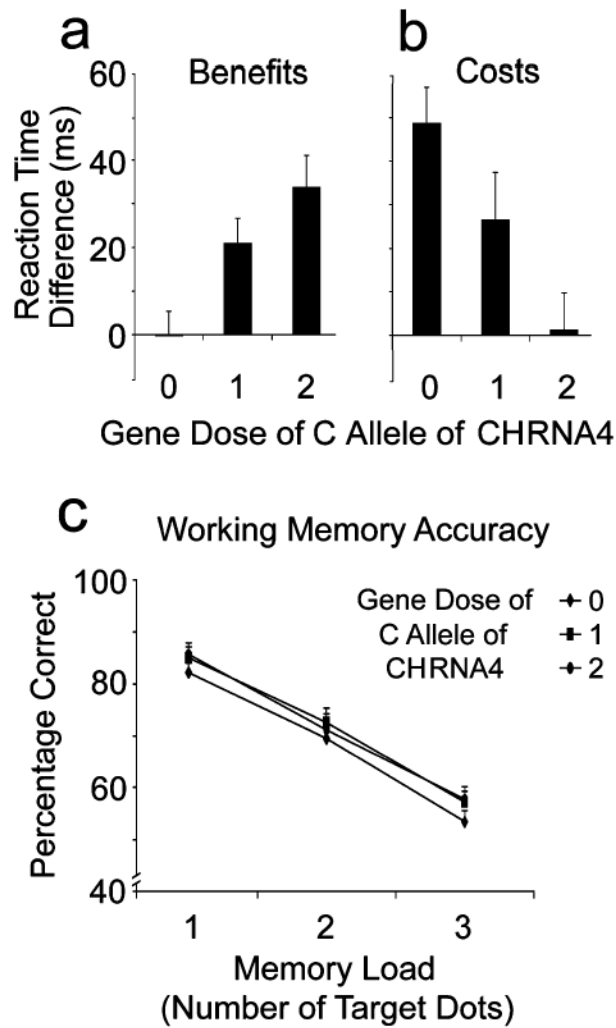 a
b
Benefits
Costs
Reaction Time
Difference (ms)
60
40
20
0
0 1 2
0 1 2
Gene Dose of C Allele of CHRNA4
c
Working Memory Accuracy
Percentage Correct
100
80
60
40
Gene Dose of
C Allele of
CHRNA4
0
1
2
1 2 3
Memory Load
(Number of Target Dots)